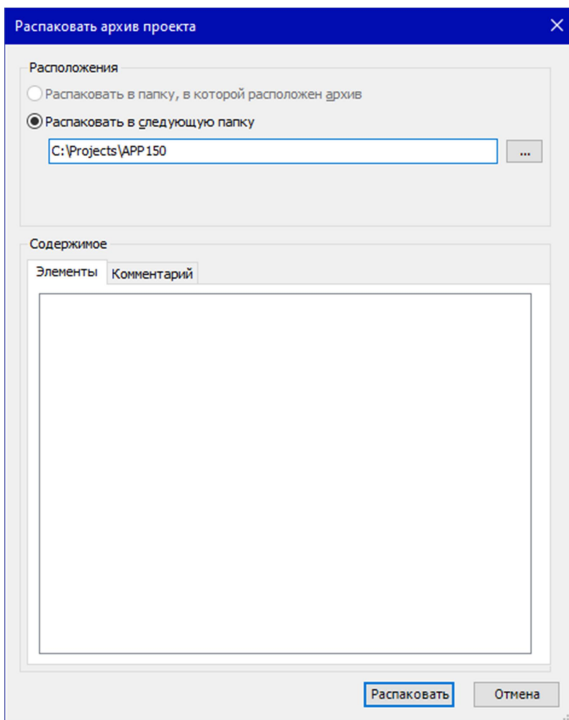 Распаковать архив проекта
Расположения
Распаковать в папку, в которой расположен архив
Распаковать в следующую папку
C:\Projects\APP150
...
Содержимое
Элементы Комментарий
Распаковать Отмена